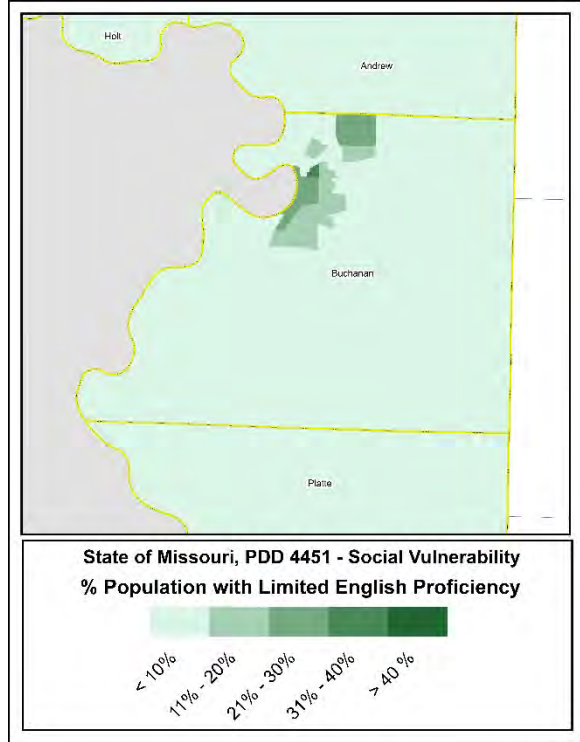 Holt
Andrew
Buchanan
Platte
State of Missouri, PDD 4451 - Social Vulnerability
% Population with Limited English Proficiency
< 10%
11% - 20%
21% - 30%
31% - 40%
> 40 %